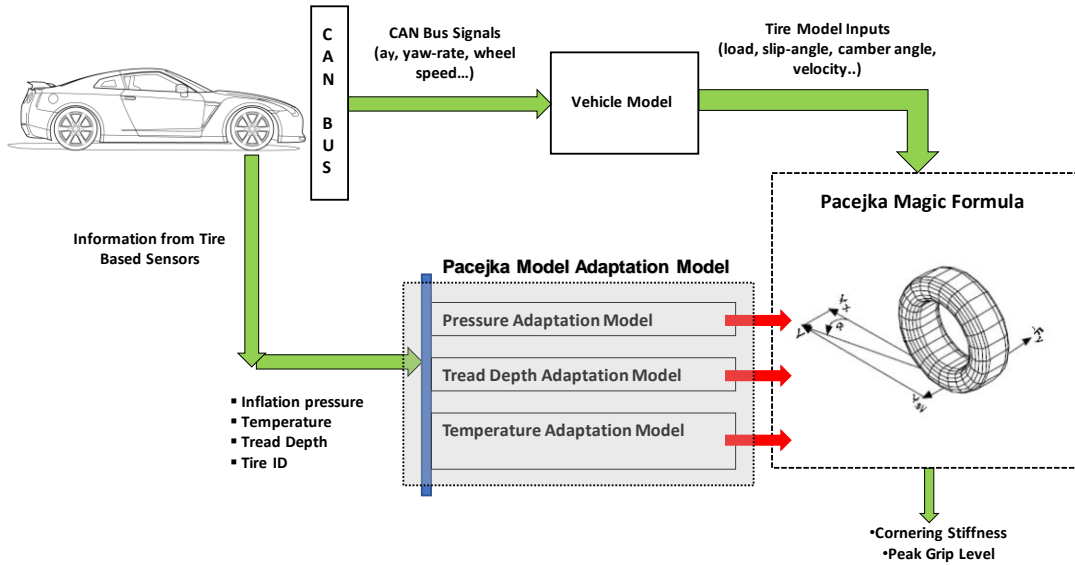 C
A
N
B
U
S
CAN Bus Signals
(ay, yaw-rate, wheel
speed...)
Vehicle Model
Tire Model Inputs
(load, slip-angle, camber angle,
velocity..)
Pacejka Magic Formula
Information from Tire
Based Sensors
▪ Inflation pressure
▪ Temperature
▪ Tread Depth
▪ Tire ID
Pacejka Model Adaptation Model
Pressure Adaptation Model
Tread Depth Adaptation Model
Temperature Adaptation Model
•Cornering Stiffness
•Peak Grip Level